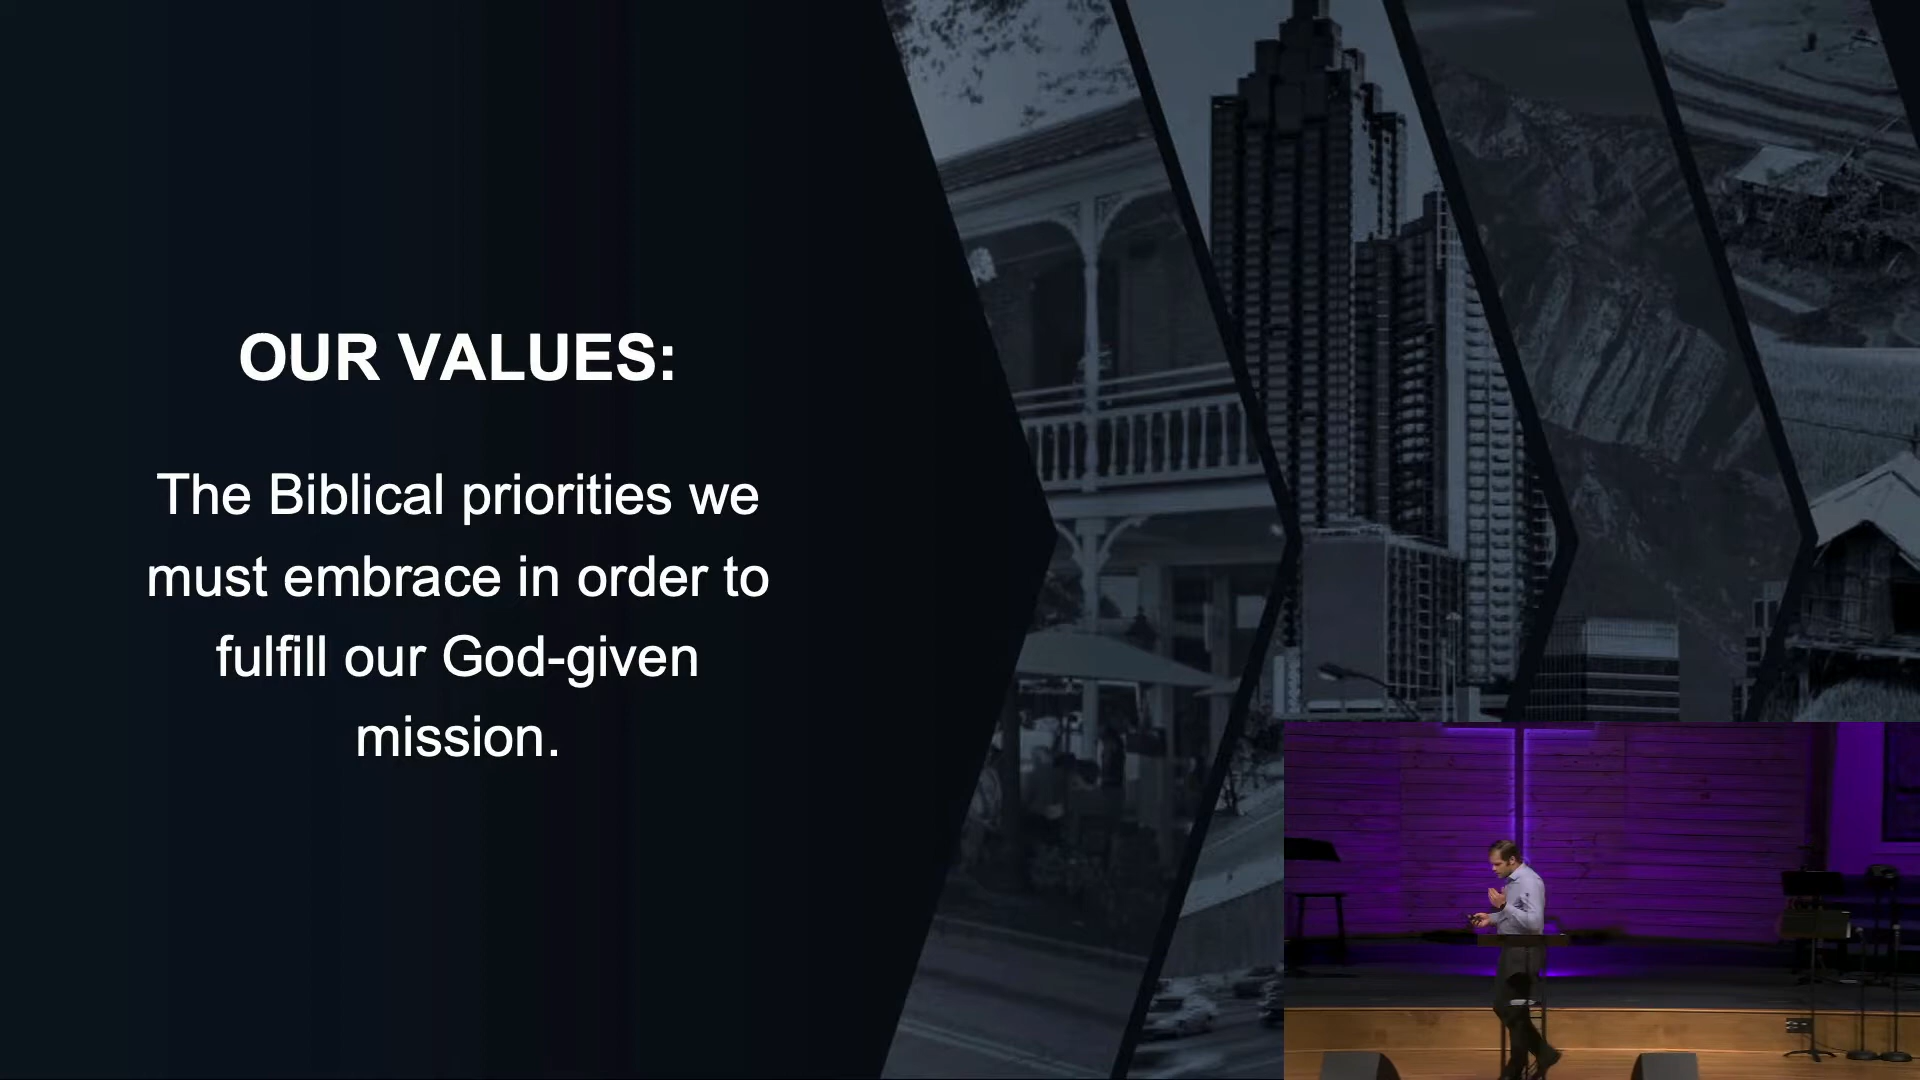 OUR VALUES:
The Biblical priorities we
must embrace in order to
fulfill our God-given
mission.